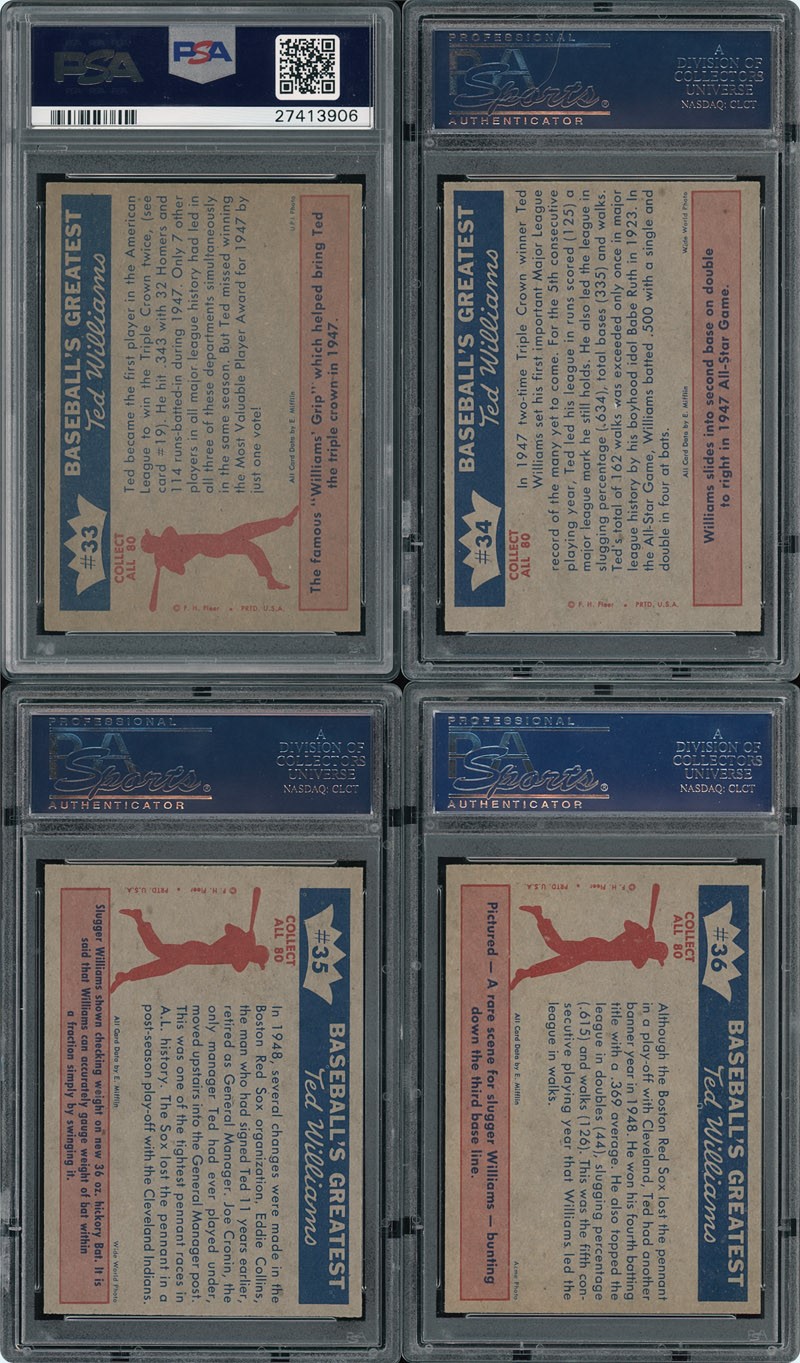 PSA
PSA
27413906
#33
BASEBALL'S GREATEST
Ted Williams
COLLECT
ALL 80
Ted became the first player in the American
League to win the Triple Crown twice, (see
card #19). He hit .343 with 32 Homers and
114 runs-batted-in during 1947. Only 7 other
players in all major league history had led in
all three of these departments simultaneously
in the same season. But Ted missed winning
the Most Valuable Player Award for 1947 by
just one vote!
© F. H. Fleer • PRTD. U.S.A.
All Card Data by E. Mifflin
U.P.I. Photo
The famous "Williams' Grip" which helped bring Ted
the triple crown in 1947.
PROFESSIONAL
PSA
Sports®
AUTHENTICATOR
A
DIVISION OF
COLLECTORS
UNIVERSE
NASDAQ: CLCT
#34
BASEBALL'S GREATEST
Ted Williams
COLLECT
ALL 80
In 1947 two-time Triple Crown winner Ted
Williams set his first important Major League
record of the many yet to come. For the 5th consecutive
playing year, Ted led his league in runs scored (125) a
major league mark he still holds. He also led the league in
slugging percentage (.634), total bases (335) and walks.
Ted's total of 162 walks was exceeded only once in major
league history by his boyhood idol Babe Ruth in 1923. In
the All-Star Game, Williams batted .500 with a single and
double in four at bats.
© F. H. Fleer • PRTD. U.S.A.
All Card Data by E. Mifflin
Wide World Photo
Williams slides into second base on double
to right in 1947 All-Star Game.
PROFESSIONAL
PSA
Sports®
AUTHENTICATOR
A
DIVISION OF
COLLECTORS
UNIVERSE
NASDAQ: CLCT
#35
BASEBALL'S GREATEST
Ted Williams
COLLECT
ALL 80
In 1948, several changes were made in the
Boston Red Sox organization, Eddie Collins,
the man who had signed Ted 11 years earlier,
retired as General Manager. Joe Cronin, the
only manager Ted had ever played under,
moved upstairs into the General Manager post.
This was one of the tightest pennant races in
A.L. history. The Sox lost the pennant in a
post-season play-off with the Cleveland Indians.
© F. H. Fleer • PRTD. U.S.A.
All Card Data by E. Mifflin
Wide World Photo
Slugger Williams shown checking weight on new 36 oz. hickory Bat. It is
said that Williams can accurately gauge weight of bat within
a fraction simply by swinging it.
PROFESSIONAL
PSA
Sports®
AUTHENTICATOR
A
DIVISION OF
COLLECTORS
UNIVERSE
NASDAQ: CLCT
#36
BASEBALL'S GREATEST
Ted Williams
COLLECT
ALL 80
Although the Boston Red Sox lost the pennant
in a play-off with Cleveland, Ted had another
banner year in 1948. He won his fourth batting
title with a .369 average. He also topped the
league in doubles (44), slugging percentage
(.615) and walks (126). This was the fifth con-
secutive playing year that Williams led the
league in walks.
© F. H. Fleer • PRTD. U.S.A.
All Card Data by E. Mifflin
Acme Photo
Pictured — A rare scene for slugger Williams — bunting
down the third base line.